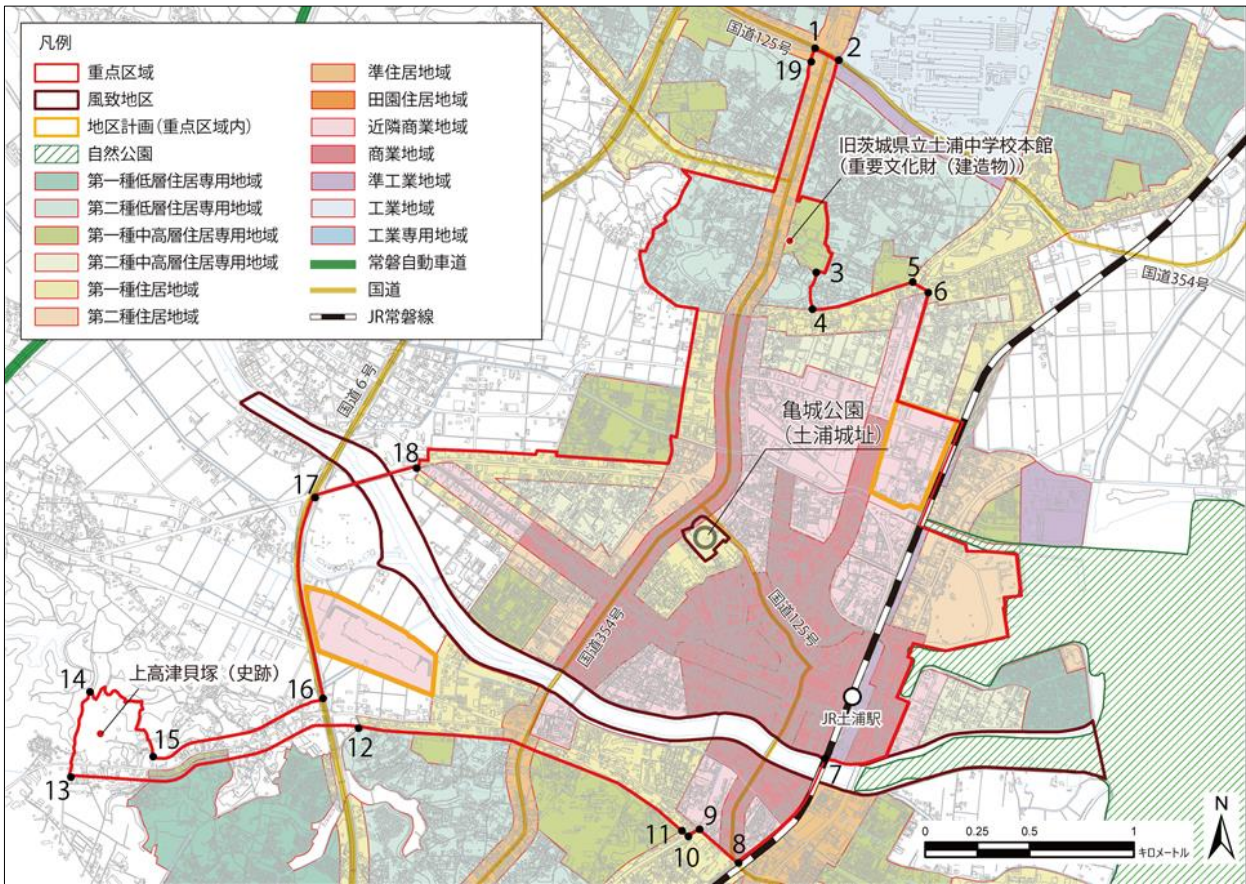 凡例
重点区域
風致地区
地区計画(重点区域内)
自然公園
第一種低層住居専用地域
第二種低層住居専用地域
第一種中高層住居専用地域
第二種中高層住居専用地域
第一種住居地域
第二種住居地域
準住居地域
田園住居地域
近隣商業地域
商業地域
準工業地域
工業地域
工業専用地域
常磐自動車道
国道
JR常磐線
国道125号
1
2
19
旧茨城県立土浦中学校本館
(重要文化財(建造物))
3
4
5
6
国道354号
国道6号
亀城公園
(土浦城址)
18
17
国道125号
国道354号
14
上高津貝塚(史跡)
16
15
12
13
JR土浦駅
7
11
9
10
8
N
0
0.25
0.5
1
キロメートル